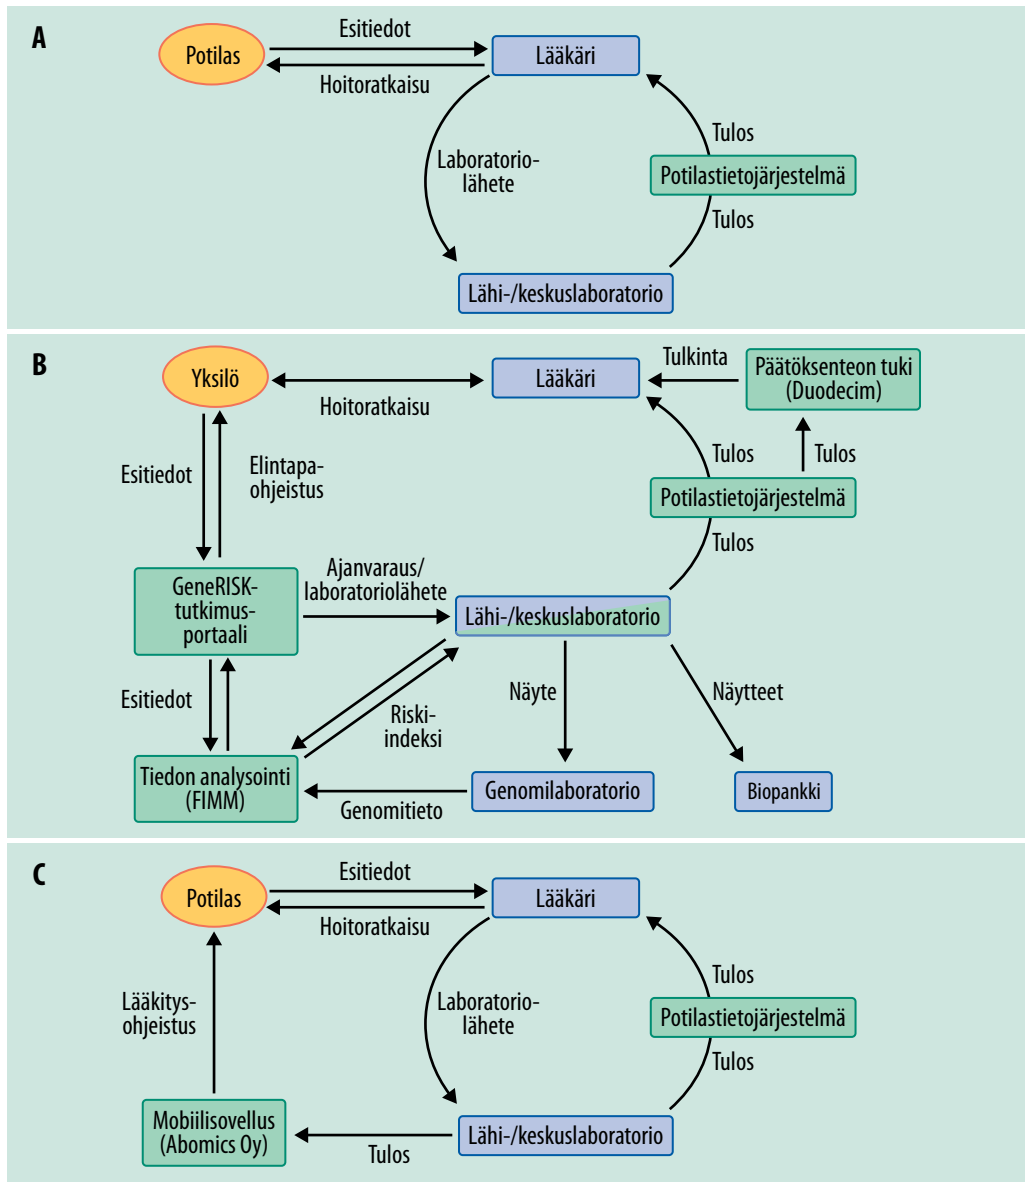 A
Potilas
Esitiedot
Lääkäri
Hoitoratkaisu
Laboratorio-
lähete
Tulos
Potilastietojärjestelmä
Tulos
Lähi-/keskuslaboratorio
B
Yksilö
Hoitoratkaisu
Lääkäri
Tulkinta
Päätöksenteon tuki
(Duodecim)
Esitiedot
Elintapa-
ohjeistus
Tulos
Tulos
Potilastietojärjestelmä
Tulos
GeneRISK-
tutkimus-
portaali
Ajanvaraus/
laboratoriolähete
Lähi-/keskuslaboratorio
Esitiedot
Riski-
indeksi
Näyte
Näytteet
Tiedon analysointi
(FIMM)
Genomitieto
Genomilaboratorio
Biopankki
C
Potilas
Esitiedot
Lääkäri
Hoitoratkaisu
Lääkitys-
ohjeistus
Laboratorio-
lähete
Tulos
Potilastietojärjestelmä
Tulos
Mobiilisovellus
(Abomics Oy)
Tulos
Lähi-/keskuslaboratorio